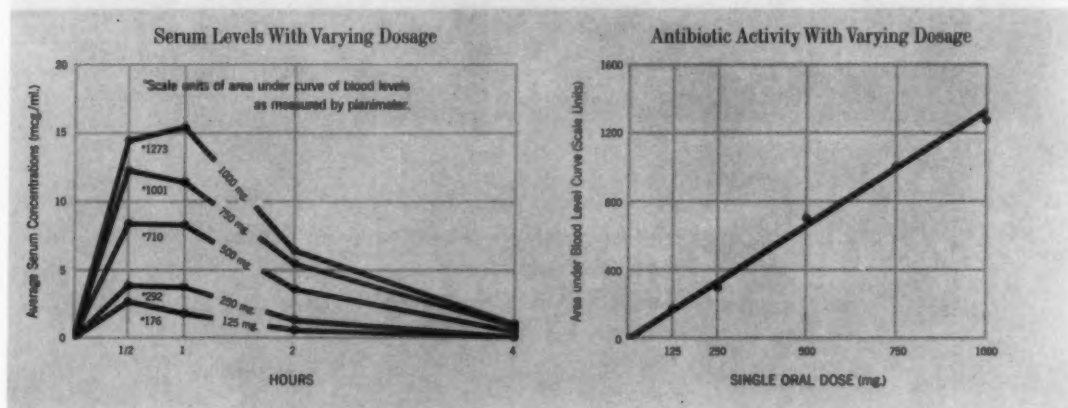 Serum Levels With Varying Dosage
20
15
10
5
0
Average Serum Concentrations (mcg./ml.)
*Scale units of area under curve of blood levels
as measured by planimeter.
*1273
*1001
*710
*292
*176
1000 mg.
750 mg.
500 mg.
250 mg.
125 mg.
1/2
1
2
4
HOURS
Antibiotic Activity With Varying Dosage
1600
1200
800
400
0
Area under Blood Level Curve (Scale Units)
125
250
500
750
1000
SINGLE ORAL DOSE (mg.)